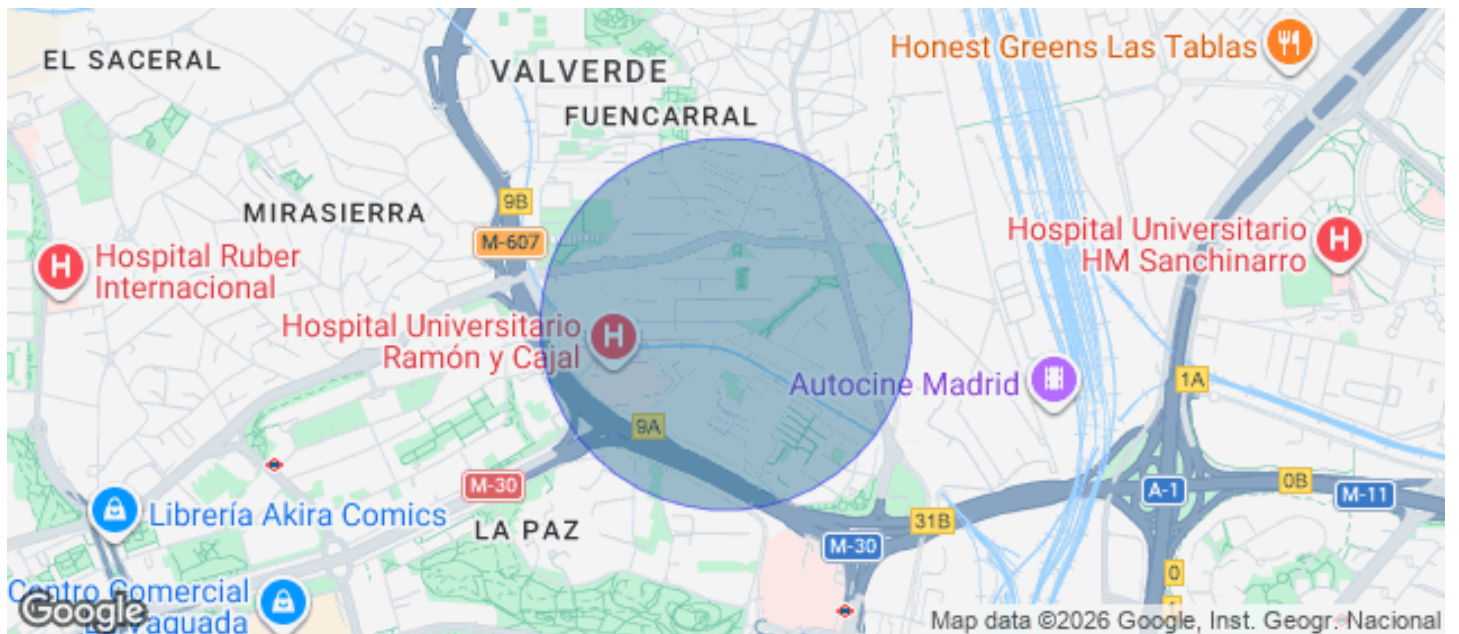 EL SACERAL
VALVERDE
Honest Greens Las Tablas
FUENCARRAL
9B
MIRASIERRA
M-607
Hospital Universitario
HM Sanchinarro
Hospital Ruber
Internacional
Hospital Universitario
Ramón y Cajal
Autocine Madrid
1A
9A
M-30
A-1
0B
M-11
Librería Akira Comics
LA PAZ
31B
M-30
0
Centro Comercial
Google
Map data ©2026 Google, Inst. Geogr. Nacional